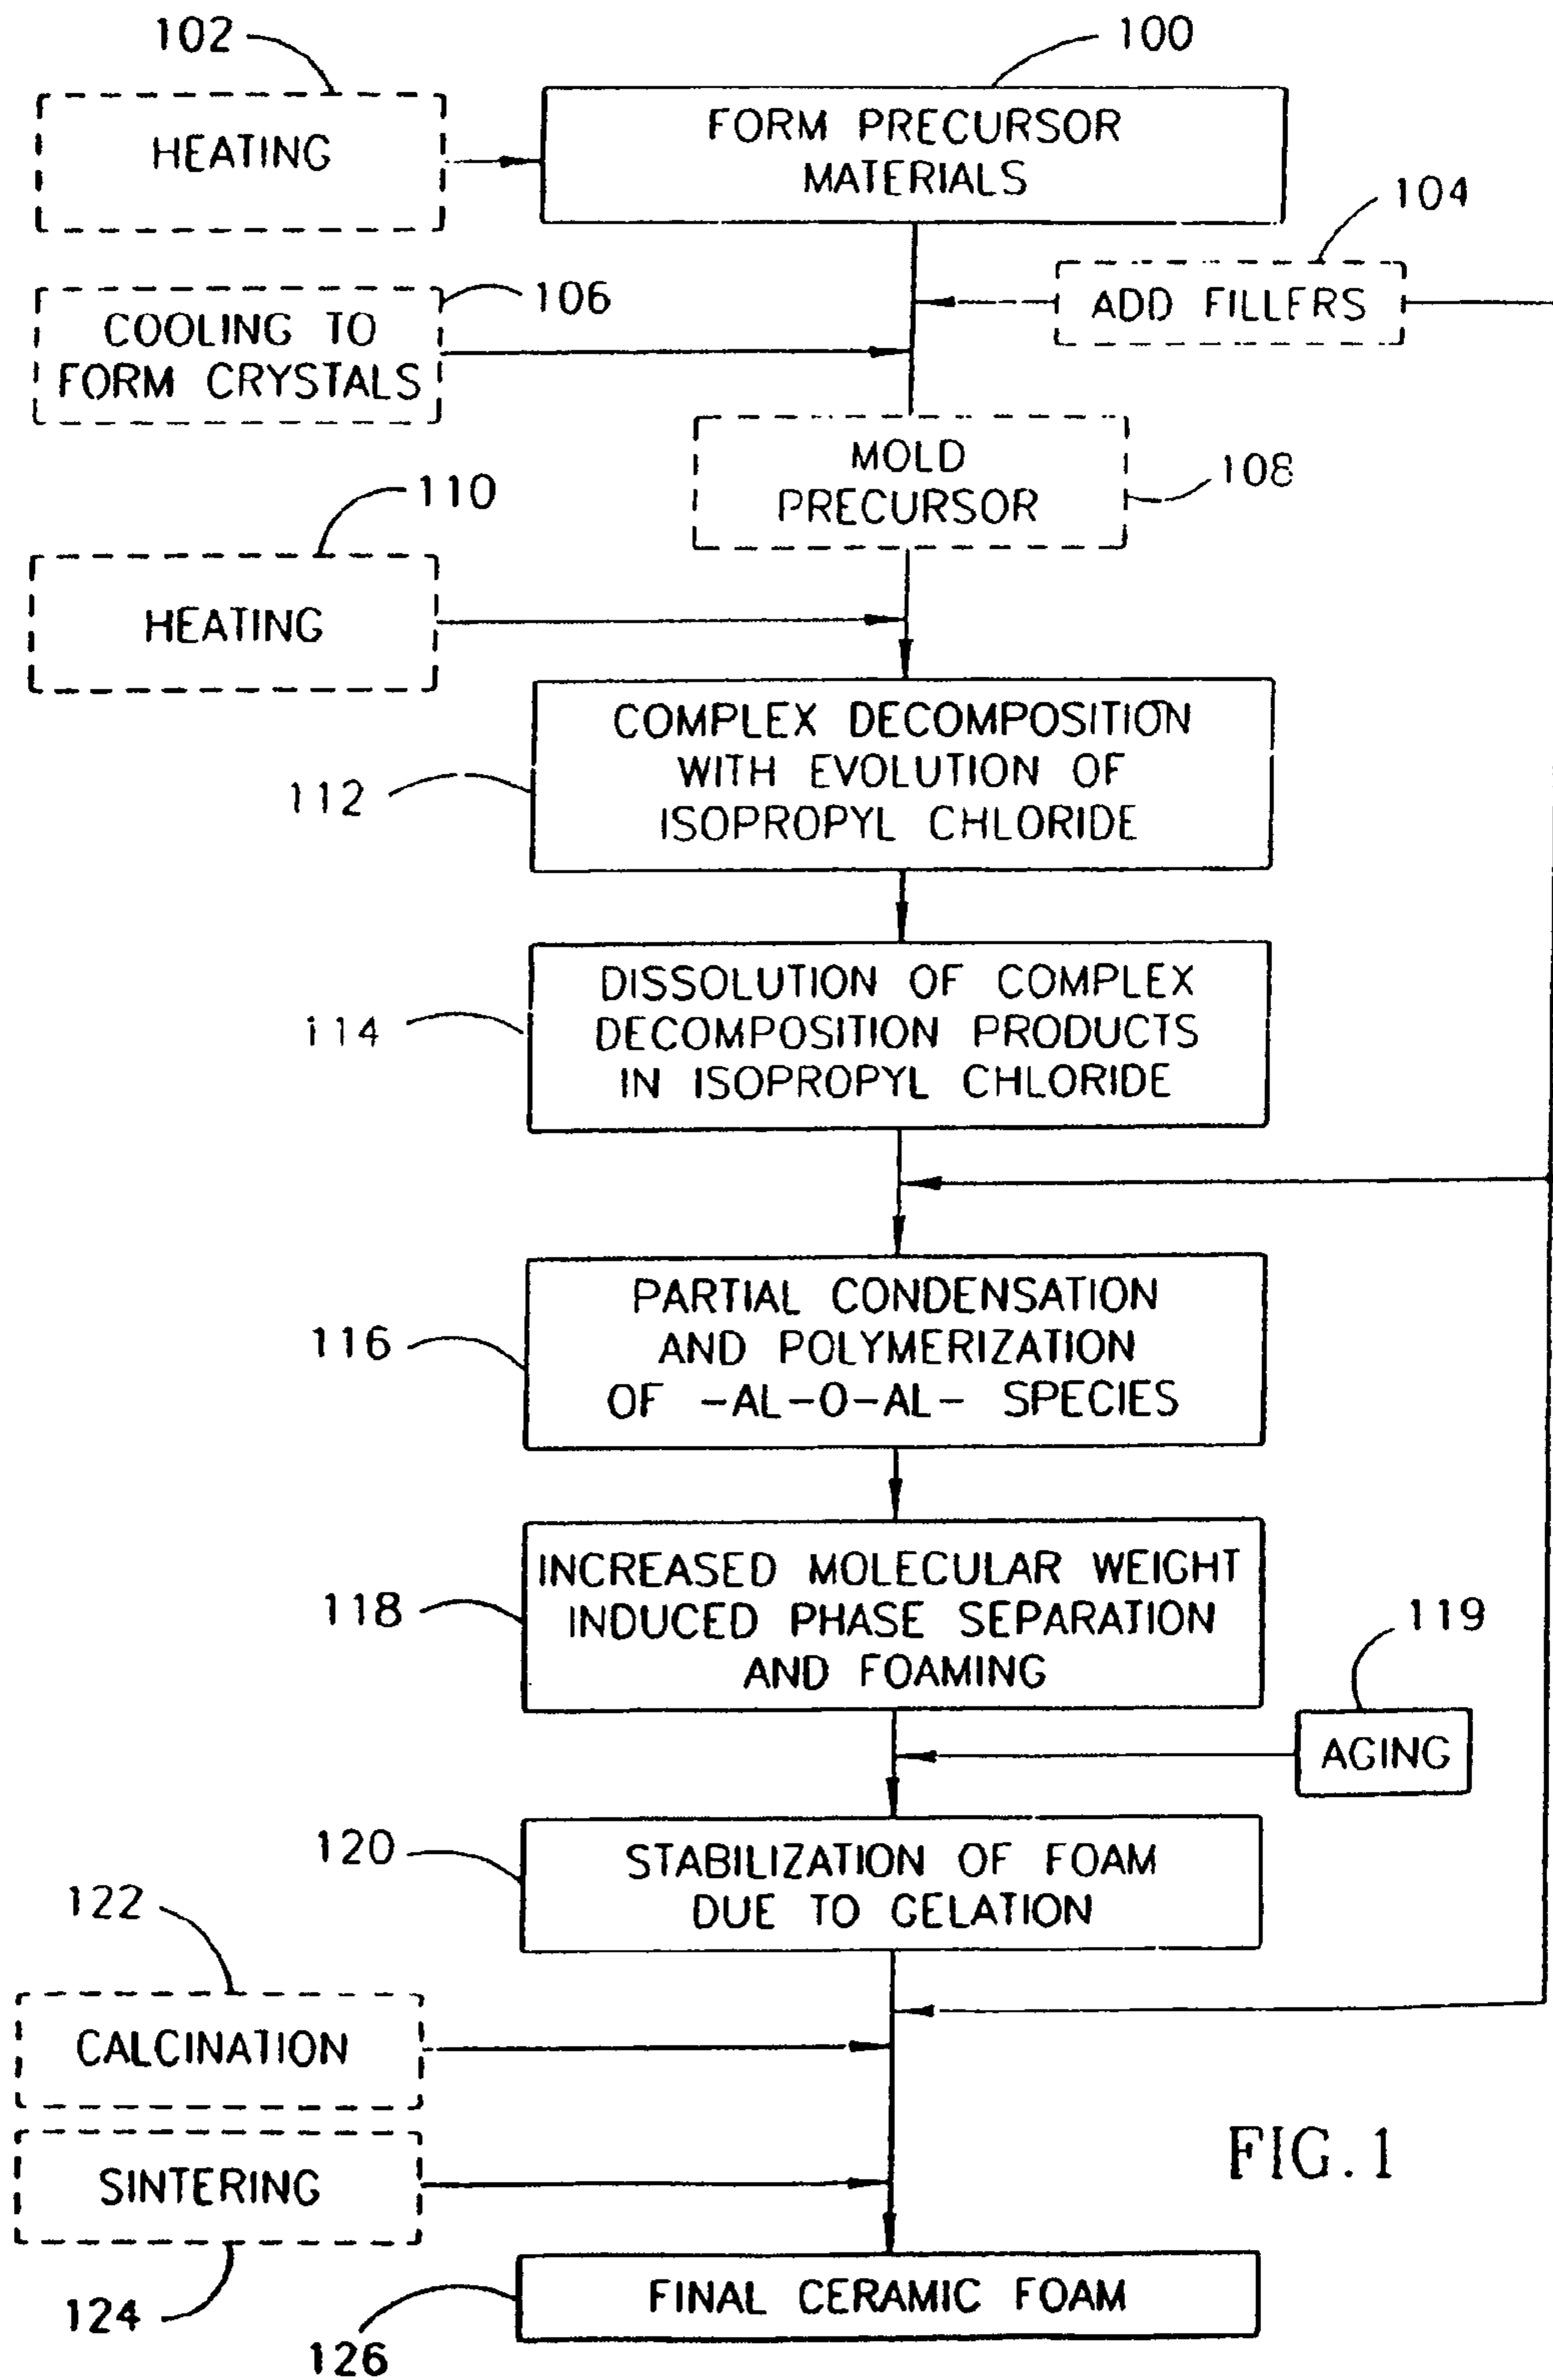 102
100
HEATING
FORM PRECURSOR
MATERIALS
104
106
ADD FILLERS
COOLING TO
FORM CRYSTALS
MOLD
PRECURSOR
108
110
HEATING
COMPLEX DECOMPOSITION
WITH EVOLUTION OF
ISOPROPYL CHLORIDE
112
DISSOLUTION OF COMPLEX
DECOMPOSITION PRODUCTS
IN ISOPROPYL CHLORIDE
114
PARTIAL CONDENSATION
AND POLYMERIZATION
OF -AL-O-AL- SPECIES
116
INCREASED MOLECULAR WEIGHT
INDUCED PHASE SEPARATION
AND FOAMING
118
119
AGING
120
STABILIZATION OF FOAM
DUE TO GELATION
122
CALCINATION
SINTERING
124
FIG. 1
FINAL CERAMIC FOAM
126